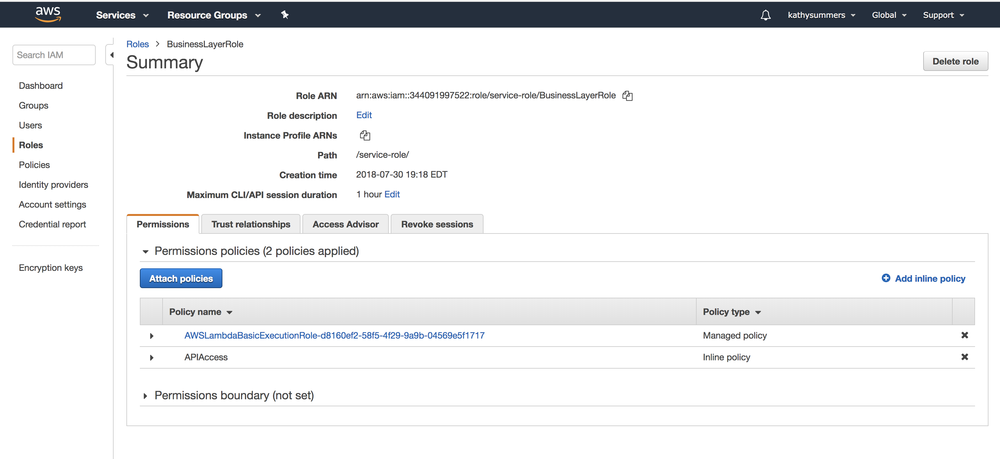 aws Services Resource Groups kathysummers Global Support
Search IAM
Dashboard
Groups
Users
Roles
Policies
Identity providers
Account settings
Credential report
Encryption keys
Roles > BusinessLayerRole
Summary
Delete role
Role ARN arn:aws:iam::344091997522:role/service-role/BusinessLayerRole
Role description Edit
Instance Profile ARNs
Path /service-role/
Creation time 2018-07-30 19:18 EDT
Maximum CLI/API session duration 1 hour Edit
Permissions Trust relationships Access Advisor Revoke sessions
Permissions policies (2 policies applied)
Attach policies Add inline policy
Policy name Policy type
AWSLambdaBasicExecutionRole-d8160ef2-58f5-4f29-9a9b-04569e5f1717 Managed policy
APIAccess Inline policy
Permissions boundary (not set)